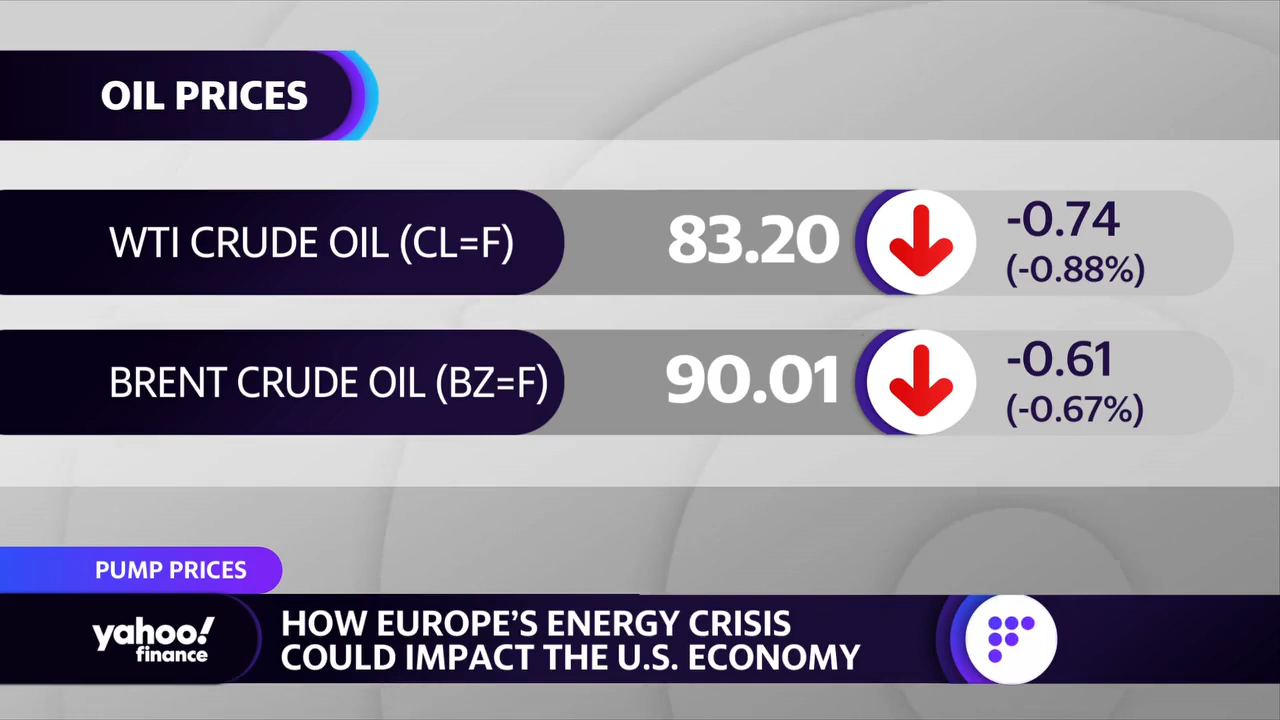 OIL PRICES
WTI CRUDE OIL (CL=F) 83.20 -0.74
(-0.88%)
BRENT CRUDE OIL (BZ=F) 90.01 -0.61
(-0.67%)
PUMP PRICES
yahoo!
finance
HOW EUROPE'S ENERGY CRISIS
COULD IMPACT THE U.S. ECONOMY